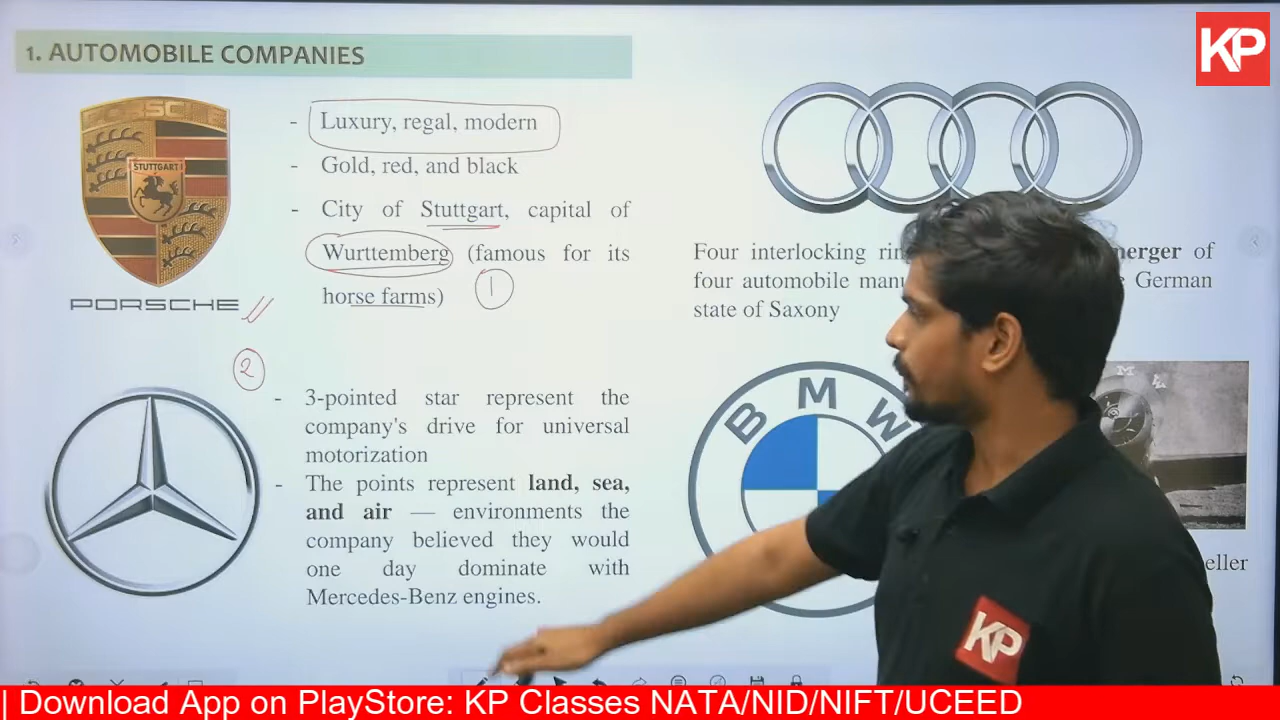 KP
1. AUTOMOBILE COMPANIES
PORSCHE
STUTTGART
PORSCHE
- Luxury, regal, modern
- Gold, red, and black
- City of Stuttgart, capital of
Wurttemberg (famous for its
horse farms)
1
2
- 3-pointed star represent the
company's drive for universal
motorization
- The points represent land, sea,
and air — environments the
company believed they would
one day dominate with
Mercedes-Benz engines.
Four interlocking
merger of
four automobile
German
state of Saxony
BMW
eller
KP
| Download App on PlayStore: KP Classes NATA/NID/NIFT/UCEED